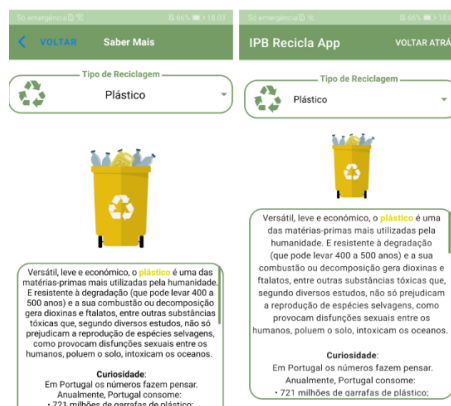 Só emergência
66% 18:03
VOLTAR
Saber Mais
Tipo de Reciclagem
Plástico
Versátil, leve e económico, o plástico é uma das
matérias-primas mais utilizadas pela humanidade.
E resistente à degradação (que pode levar 400 a
500 anos) e a sua combustão ou decomposição
gera dioxinas e ftalatos, entre outras substâncias
tóxicas que, segundo diversos estudos, não só
prejudicam a reprodução de espécies selvagens,
como provocam disfunções sexuais entre os
humanos, poluem o solo, intoxicam os oceanos.
Curiosidade:
Em Portugal os números fazem pensar.
Anualmente, Portugal consome:
• 721 milhões de garrafas de plástico;
Só emergência
66%
IPB Recicla App
VOLTAR ATRÁ
Tipo de Reciclagem
Plástico
Versátil, leve e económico, o plástico é uma
das matérias-primas mais utilizadas pela
humanidade. E resistente à degradação
(que pode levar 400 a 500 anos) e a sua
combustão ou decomposição gera dioxinas e
ftalatos, entre outras substâncias tóxicas que,
segundo diversos estudos, não só prejudicam
a reprodução de espécies selvagens, como
provocam disfunções sexuais entre os
humanos, poluem o solo, intoxicam os oceanos.
Curiosidade:
Em Portugal os números fazem pensar.
Anualmente, Portugal consome:
• 721 milhões de garrafas de plástico;